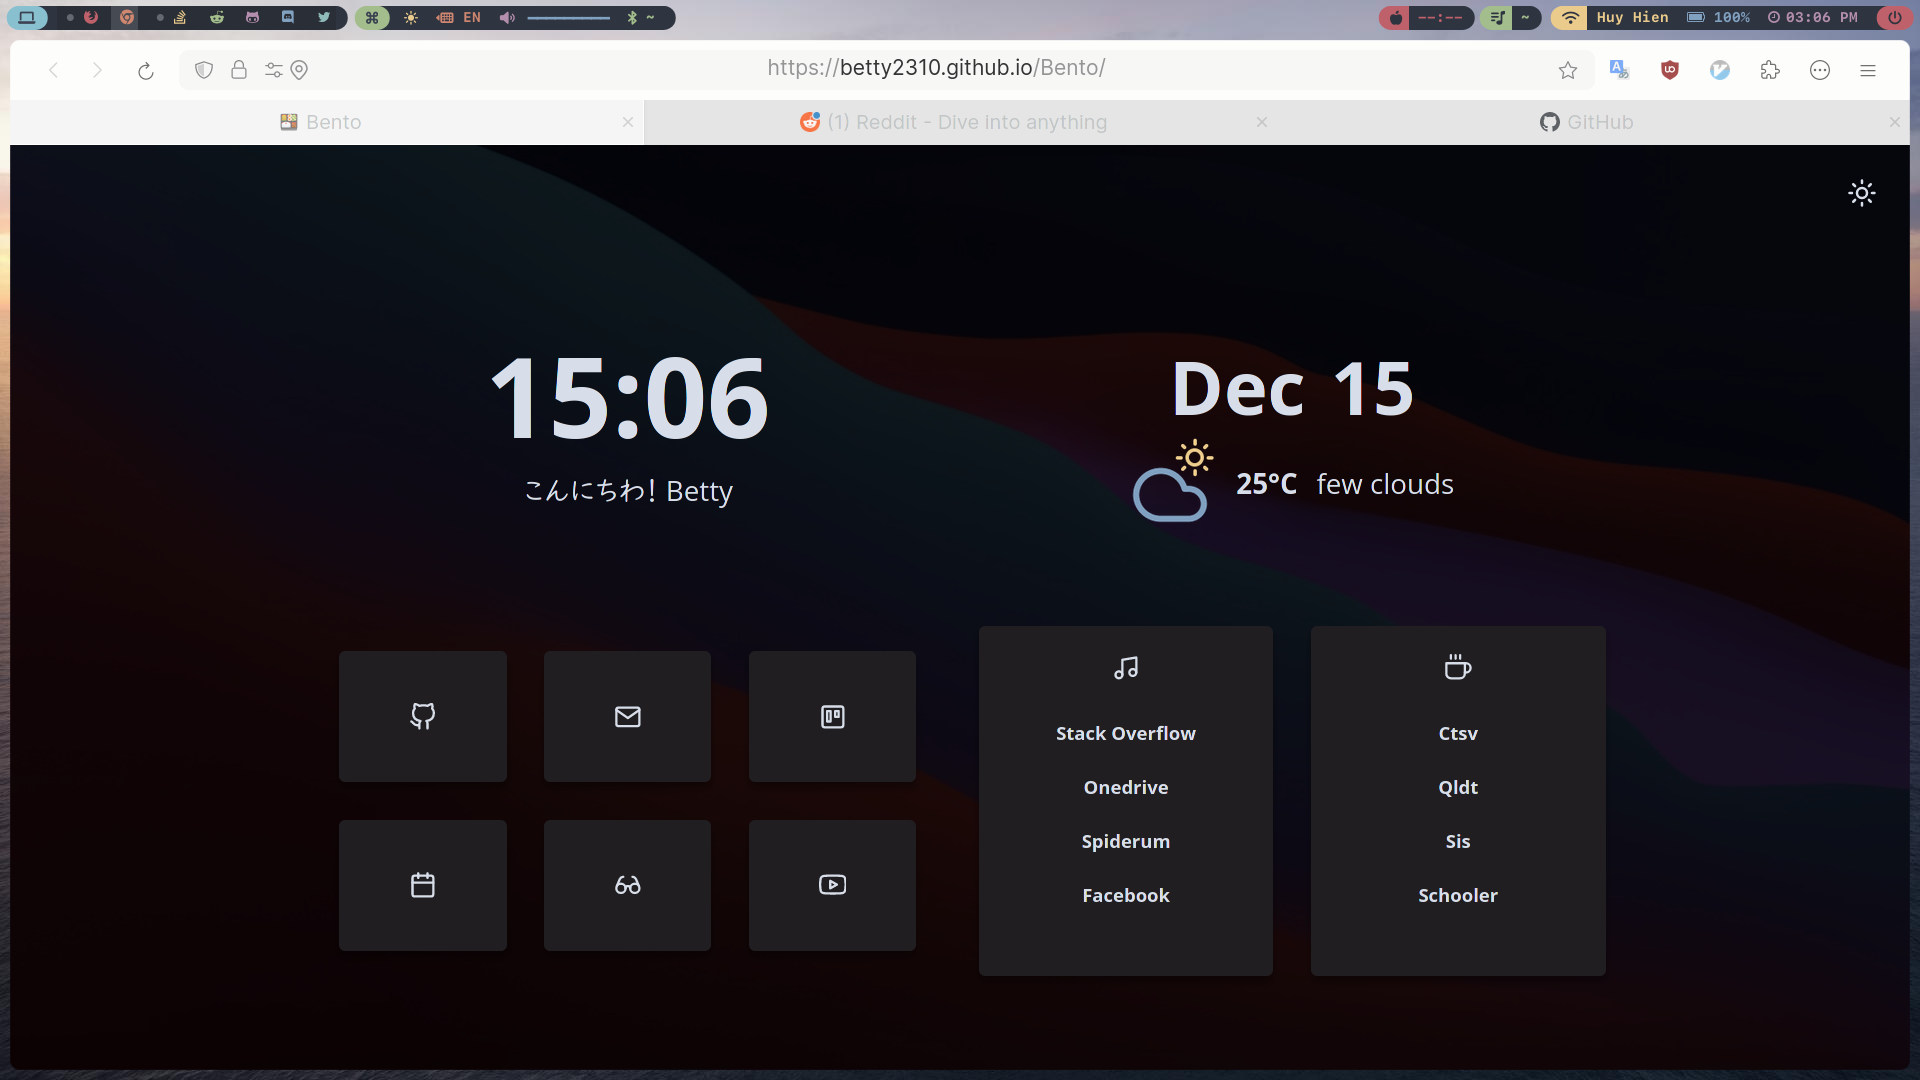 EN
~
--:--
~
Huy Hien
100%
03:06 PM
https://betty2310.github.io/Bento/
Bento
(1) Reddit - Dive into anything
GitHub
15:06
こんにちわ! Betty
Dec 15
25°C few clouds
Stack Overflow
Onedrive
Spiderum
Facebook
Ctsv
Qldt
Sis
Schooler